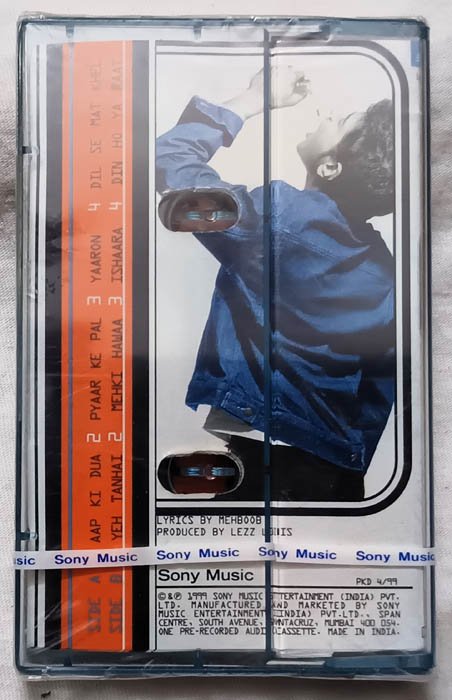 SIDE A AAP KI DUA 2 PYAAR KE PAL 3 YAARON 4 DIL SE MAT KHEL
SIDE B YEH TANHAI 2 MEHKI HAWAA 3 ISHAARA 4 DIN HO YA RAAT
LYRICS BY MEHBOOB
PRODUCED BY LEZZ LEWIS
Music Sony Music Sony Music Sony Music Sony Mus
Sony Music
PKD 4/99
©&℗ 1999 SONY MUSIC ENTERTAINMENT (INDIA) PVT.
LTD. MANUFACTURED AND MARKETED BY SONY
MUSIC ENTERTAINMENT (INDIA) PVT.LTD., SPAN
CENTRE, SOUTH AVENUE, SANTACRUZ, MUMBAI 400 054.
ONE PRE-RECORDED AUDIO CASSETTE. MADE IN INDIA.